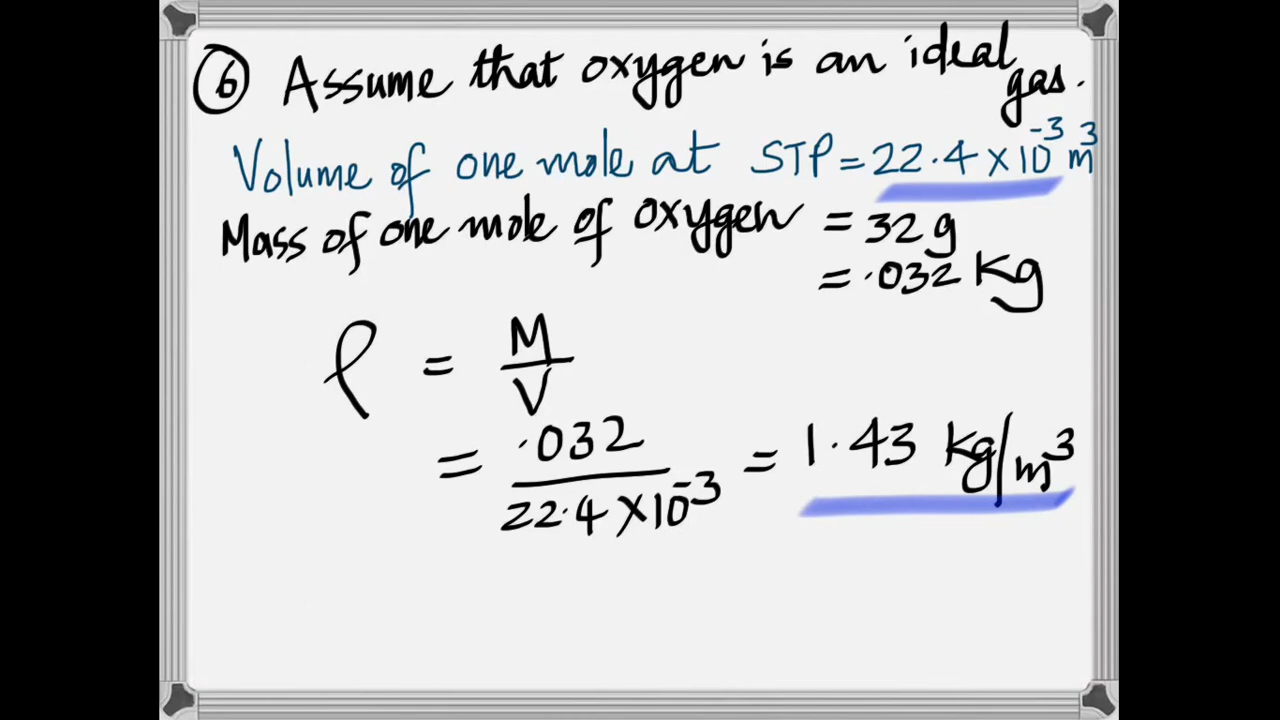 ⑥ Assume that oxygen is an ideal gas.
Volume of one mole at STP = 22.4 × 10⁻³ m³
Mass of one mole of oxygen = 32 g
= .032 Kg
ρ = M/V
= .032 / 22.4 × 10⁻³ = 1.43 kg/m³